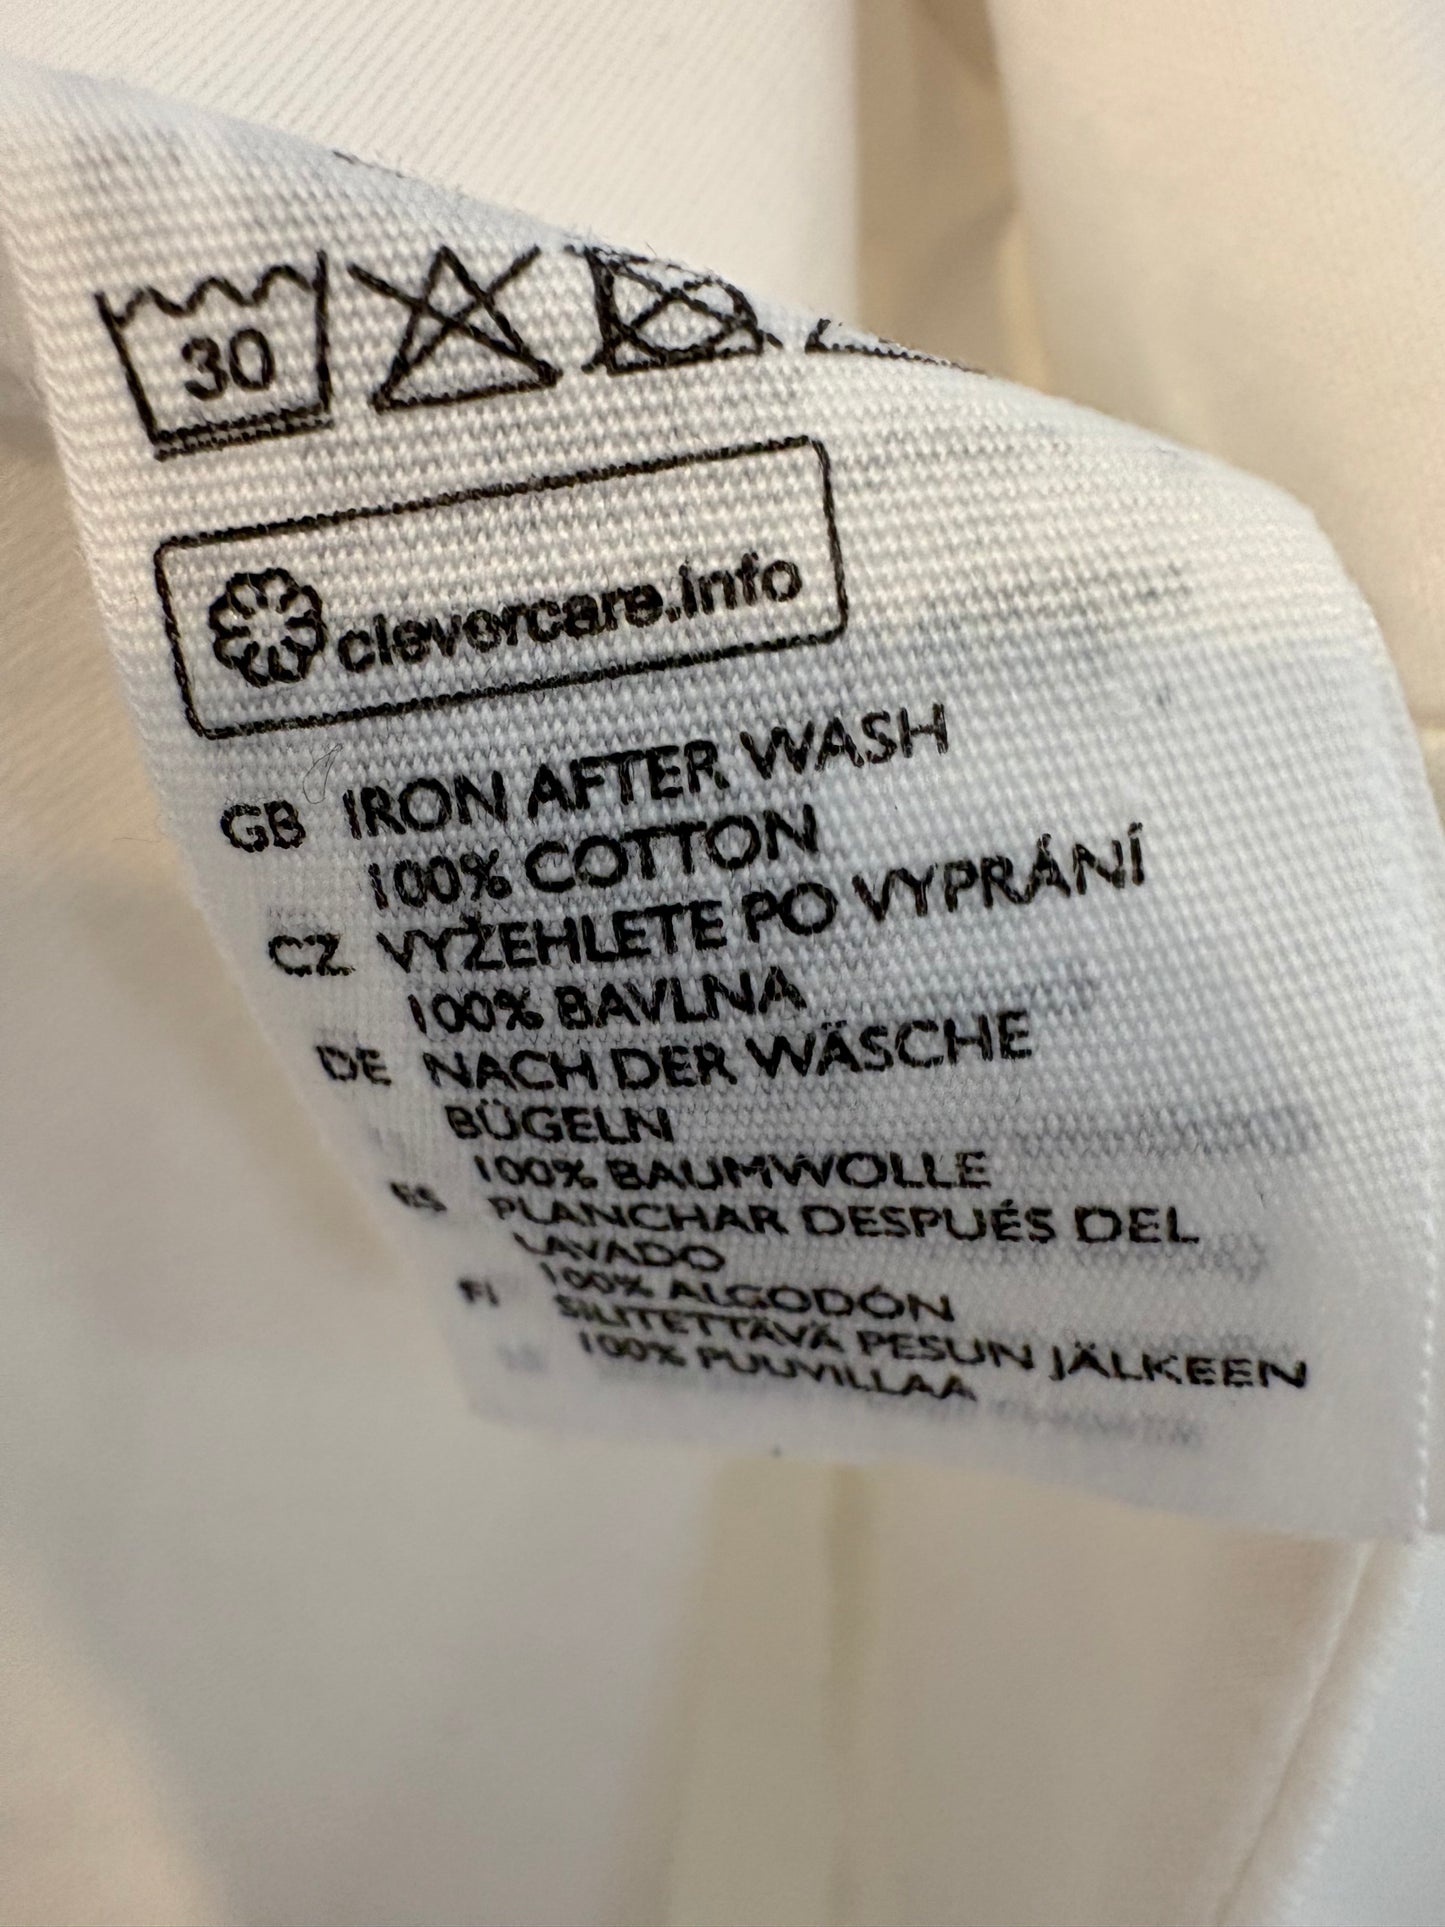 30
clevercare.info
GB IRON AFTER WASH
100% COTTON
CZ VYŽEHLETE PO VYPRÁNÍ
100% BAVLNA
DE NACH DER WÄSCHE
BÜGELN
100% BAUMWOLLE
ES PLANCHAR DESPUÉS DEL
LAVADO
100% ALGODÓN
FI SILITETTÄVÄ PESUN JÄLKEEN
100% PUUVILLAA